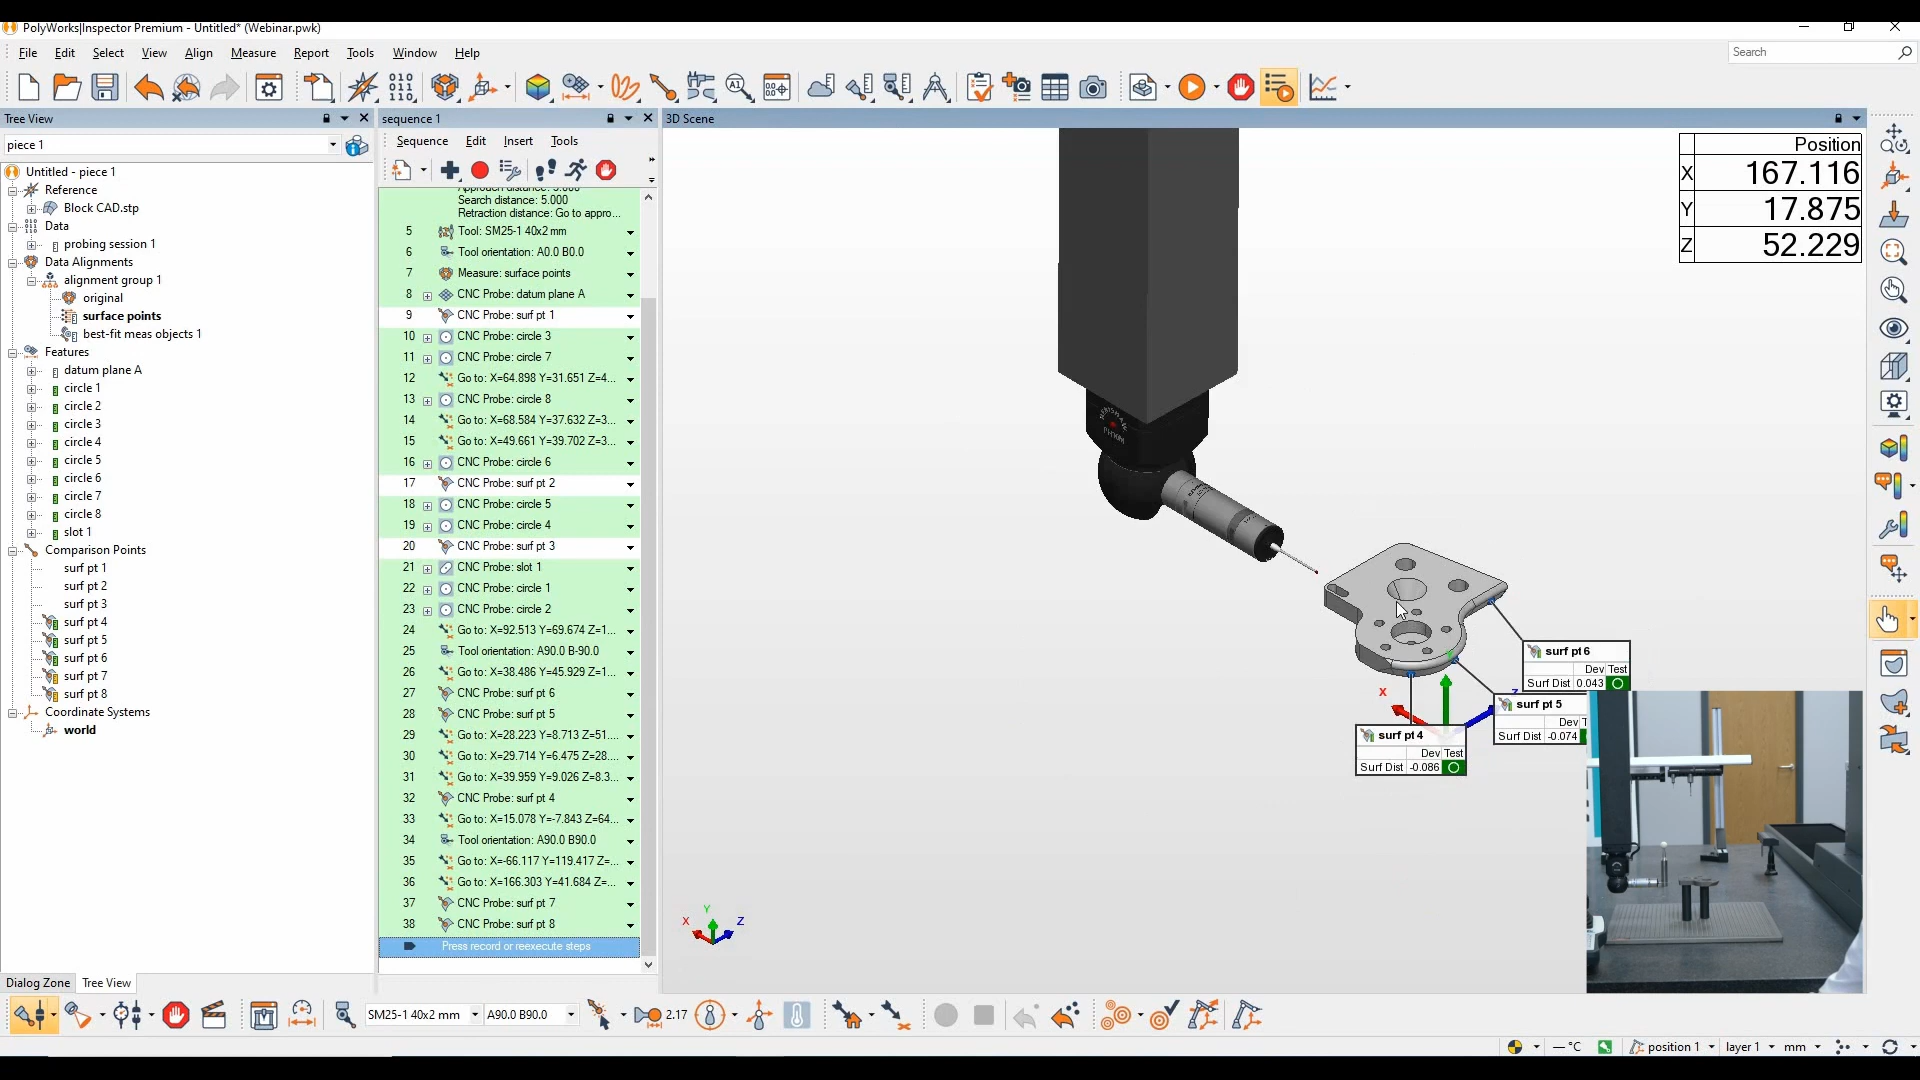 PolyWorks|Inspector Premium - Untitled* (Webinar.pwk)
File Edit Select View Align Measure Report Tools Window Help
Search
Tree View
piece 1
Untitled - piece 1
Reference
Block CAD.stp
Data
probing session 1
Data Alignments
alignment group 1
original
surface points
best-fit meas objects 1
Features
datum plane A
circle 1
circle 2
circle 3
circle 4
circle 5
circle 6
circle 7
circle 8
slot 1
Comparison Points
surf pt 1
surf pt 2
surf pt 3
surf pt 4
surf pt 5
surf pt 6
surf pt 7
surf pt 8
Coordinate Systems
world
Dialog Zone Tree View
sequence 1
Sequence Edit Insert Tools
Approach distance: 5.000
Search distance: 5.000
Retraction distance: Go to appro...
5 Tool: SM25-1 40x2 mm
6 Tool orientation: A0.0 B0.0
7 Measure: surface points
8 CNC Probe: datum plane A
9 CNC Probe: surf pt 1
10 CNC Probe: circle 3
11 CNC Probe: circle 7
12 Go to: X=64.898 Y=31.651 Z=4...
13 CNC Probe: circle 8
14 Go to: X=68.584 Y=37.632 Z=3...
15 Go to: X=49.661 Y=39.702 Z=3...
16 CNC Probe: circle 6
17 CNC Probe: surf pt 2
18 CNC Probe: circle 5
19 CNC Probe: circle 4
20 CNC Probe: surf pt 3
21 CNC Probe: slot 1
22 CNC Probe: circle 1
23 CNC Probe: circle 2
24 Go to: X=92.513 Y=69.674 Z=1...
25 Tool orientation: A90.0 B-90.0
26 Go to: X=38.486 Y=45.929 Z=1...
27 CNC Probe: surf pt 6
28 CNC Probe: surf pt 5
29 Go to: X=28.223 Y=8.713 Z=51....
30 Go to: X=29.714 Y=6.475 Z=28....
31 Go to: X=39.959 Y=9.026 Z=8.3...
32 CNC Probe: surf pt 4
33 Go to: X=15.078 Y=-7.843 Z=64...
34 Tool orientation: A90.0 B90.0
35 Go to: X=-66.117 Y=119.417 Z=...
36 Go to: X=166.303 Y=41.684 Z=...
37 CNC Probe: surf pt 7
38 CNC Probe: surf pt 8
Press record or reexecute steps
3D Scene
Position
X 167.116
Y 17.875
Z 52.229
surf pt 6
Dev Test
Surf Dist 0.043
surf pt 5
Dev T
Surf Dist -0.074
surf pt 4
Dev Test
Surf Dist -0.086
X
Z
X Y Z
SM25-1 40x2 mm A90.0 B90.0 2.17
— °C position 1 layer 1 mm